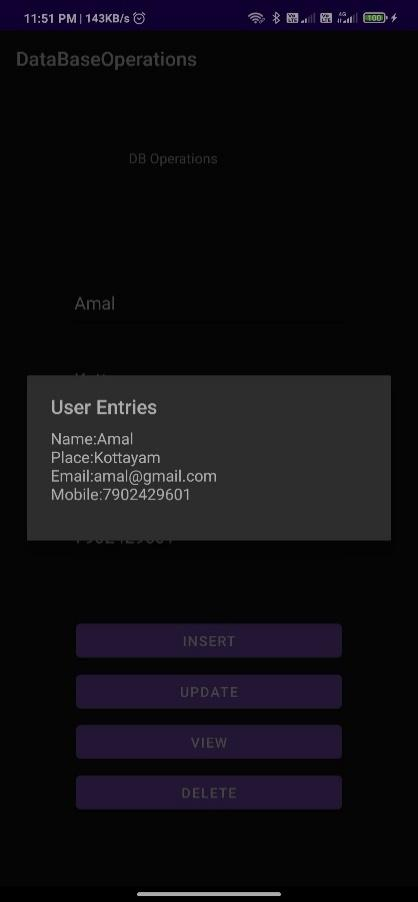 11:51 PM | 143KB/s
100
DataBaseOperations
DB Operations
Amal
User Entries
Name:Amal
Place:Kottayam
Email:amal@gmail.com
Mobile:7902429601
INSERT
UPDATE
VIEW
DELETE